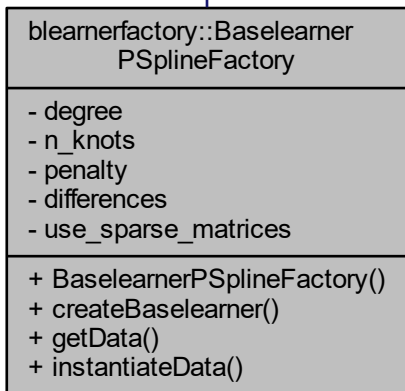 blearnerfactory::Baselearner
PSplineFactory
- degree
- n_knots
- penalty
- differences
- use_sparse_matrices
+ BaselearnerPSplineFactory()
+ createBaselearner()
+ getData()
+ instantiateData()